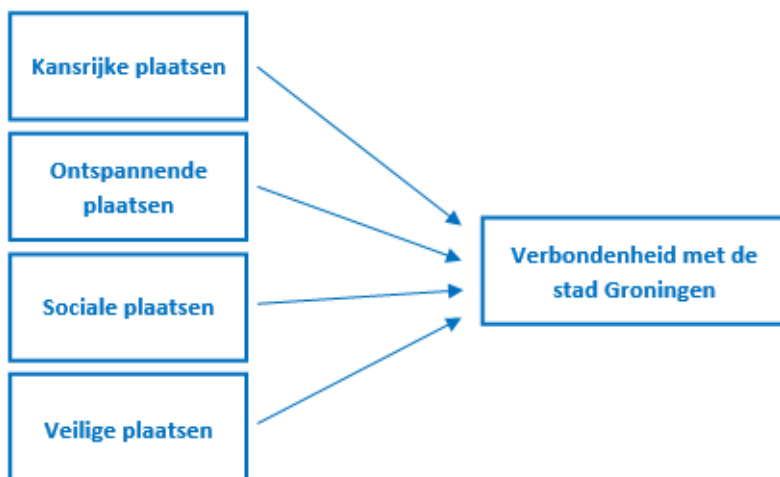 Kansrijke plaatsen
Ontspannende
plaatsen
Sociale plaatsen
Veilige plaatsen
Verbondenheid met de
stad Groningen